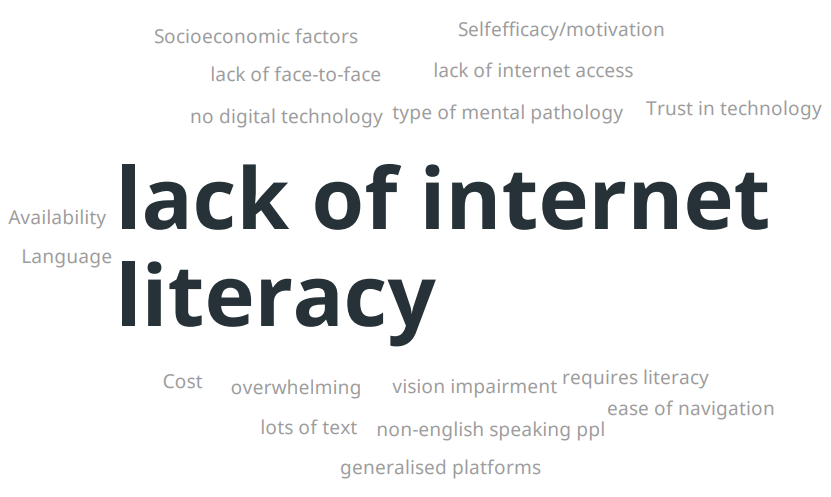 Socioeconomic factors
Selfefficacy/motivation
lack of face-to-face
lack of internet access
no digital technology
type of mental pathology
Trust in technology
lack of internet
literacy
Availability
Language
Cost
overwhelming
vision impairment
requires literacy
ease of navigation
lots of text
non-english speaking ppl
generalised platforms